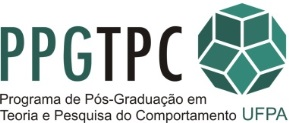 PPGTPC
Programa de Pós-Graduação em
Teoria e Pesquisa do Comportamento UFPA